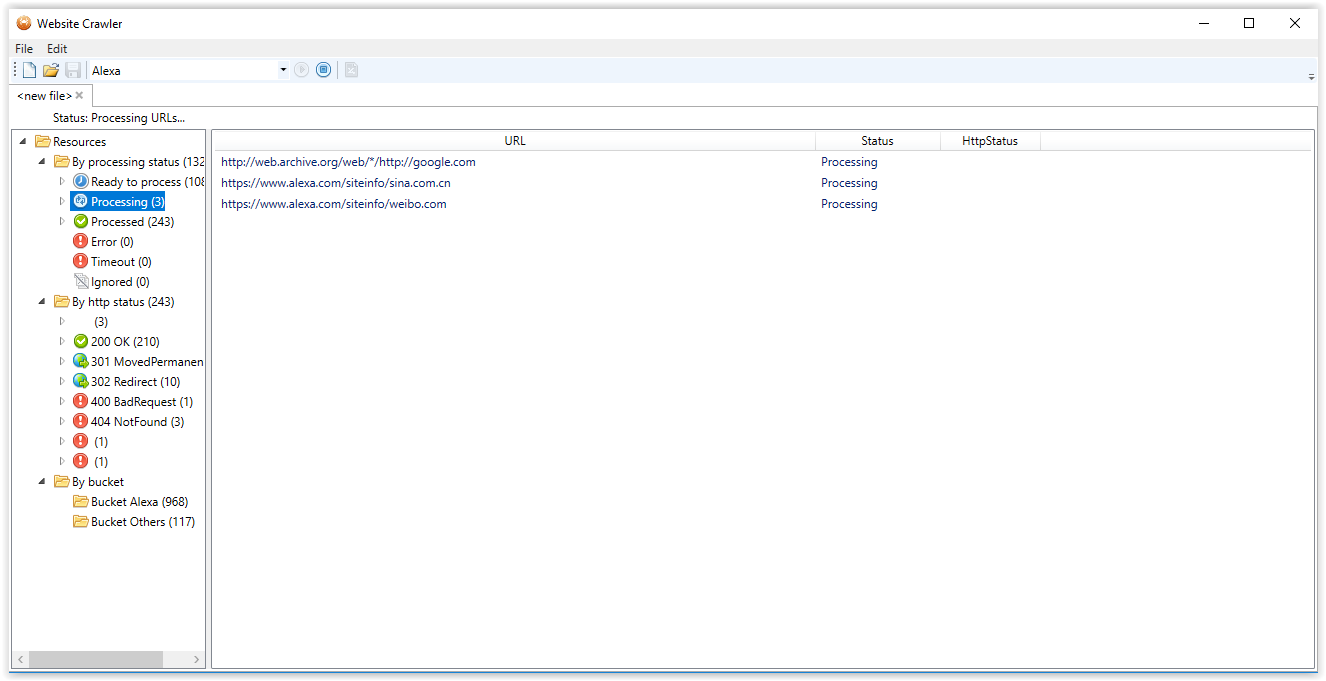 Website Crawler
File Edit
Alexa
<new file>
Status: Processing URLs...
Resources
By processing status (132
Ready to process (108
Processing (3)
Processed (243)
Error (0)
Timeout (0)
Ignored (0)
By http status (243)
(3)
200 OK (210)
301 MovedPermanen
302 Redirect (10)
400 BadRequest (1)
404 NotFound (3)
(1)
(1)
By bucket
Bucket Alexa (968)
Bucket Others (117)
URL Status HttpStatus
http://web.archive.org/web/*/http://google.com Processing
https://www.alexa.com/siteinfo/sina.com.cn Processing
https://www.alexa.com/siteinfo/weibo.com Processing